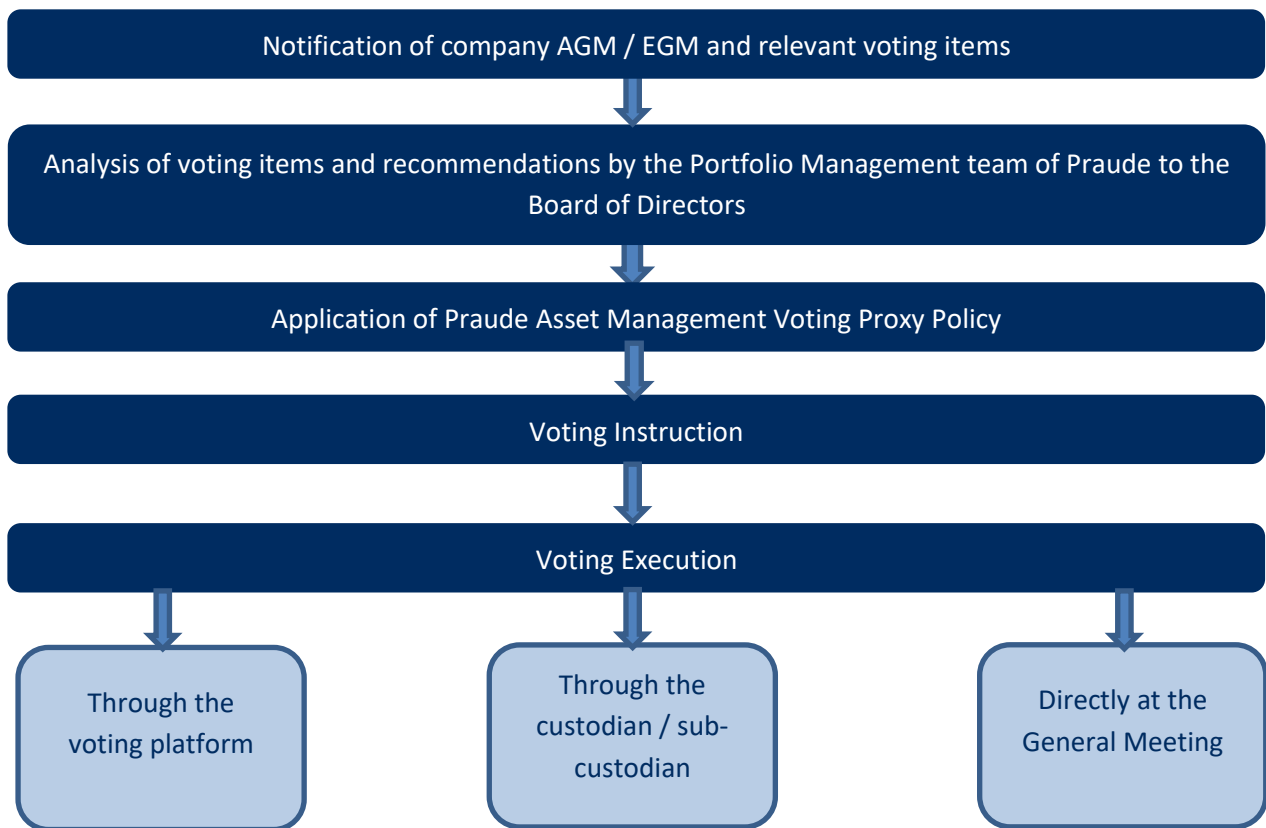 Notification of company AGM / EGM and relevant voting items
Analysis of voting items and recommendations by the Portfolio Management team of Praude to the
Board of Directors
Application of Praude Asset Management Voting Proxy Policy
Voting Instruction
Voting Execution
Through the
voting platform
Through the
custodian / sub-
custodian
Directly at the
General Meeting